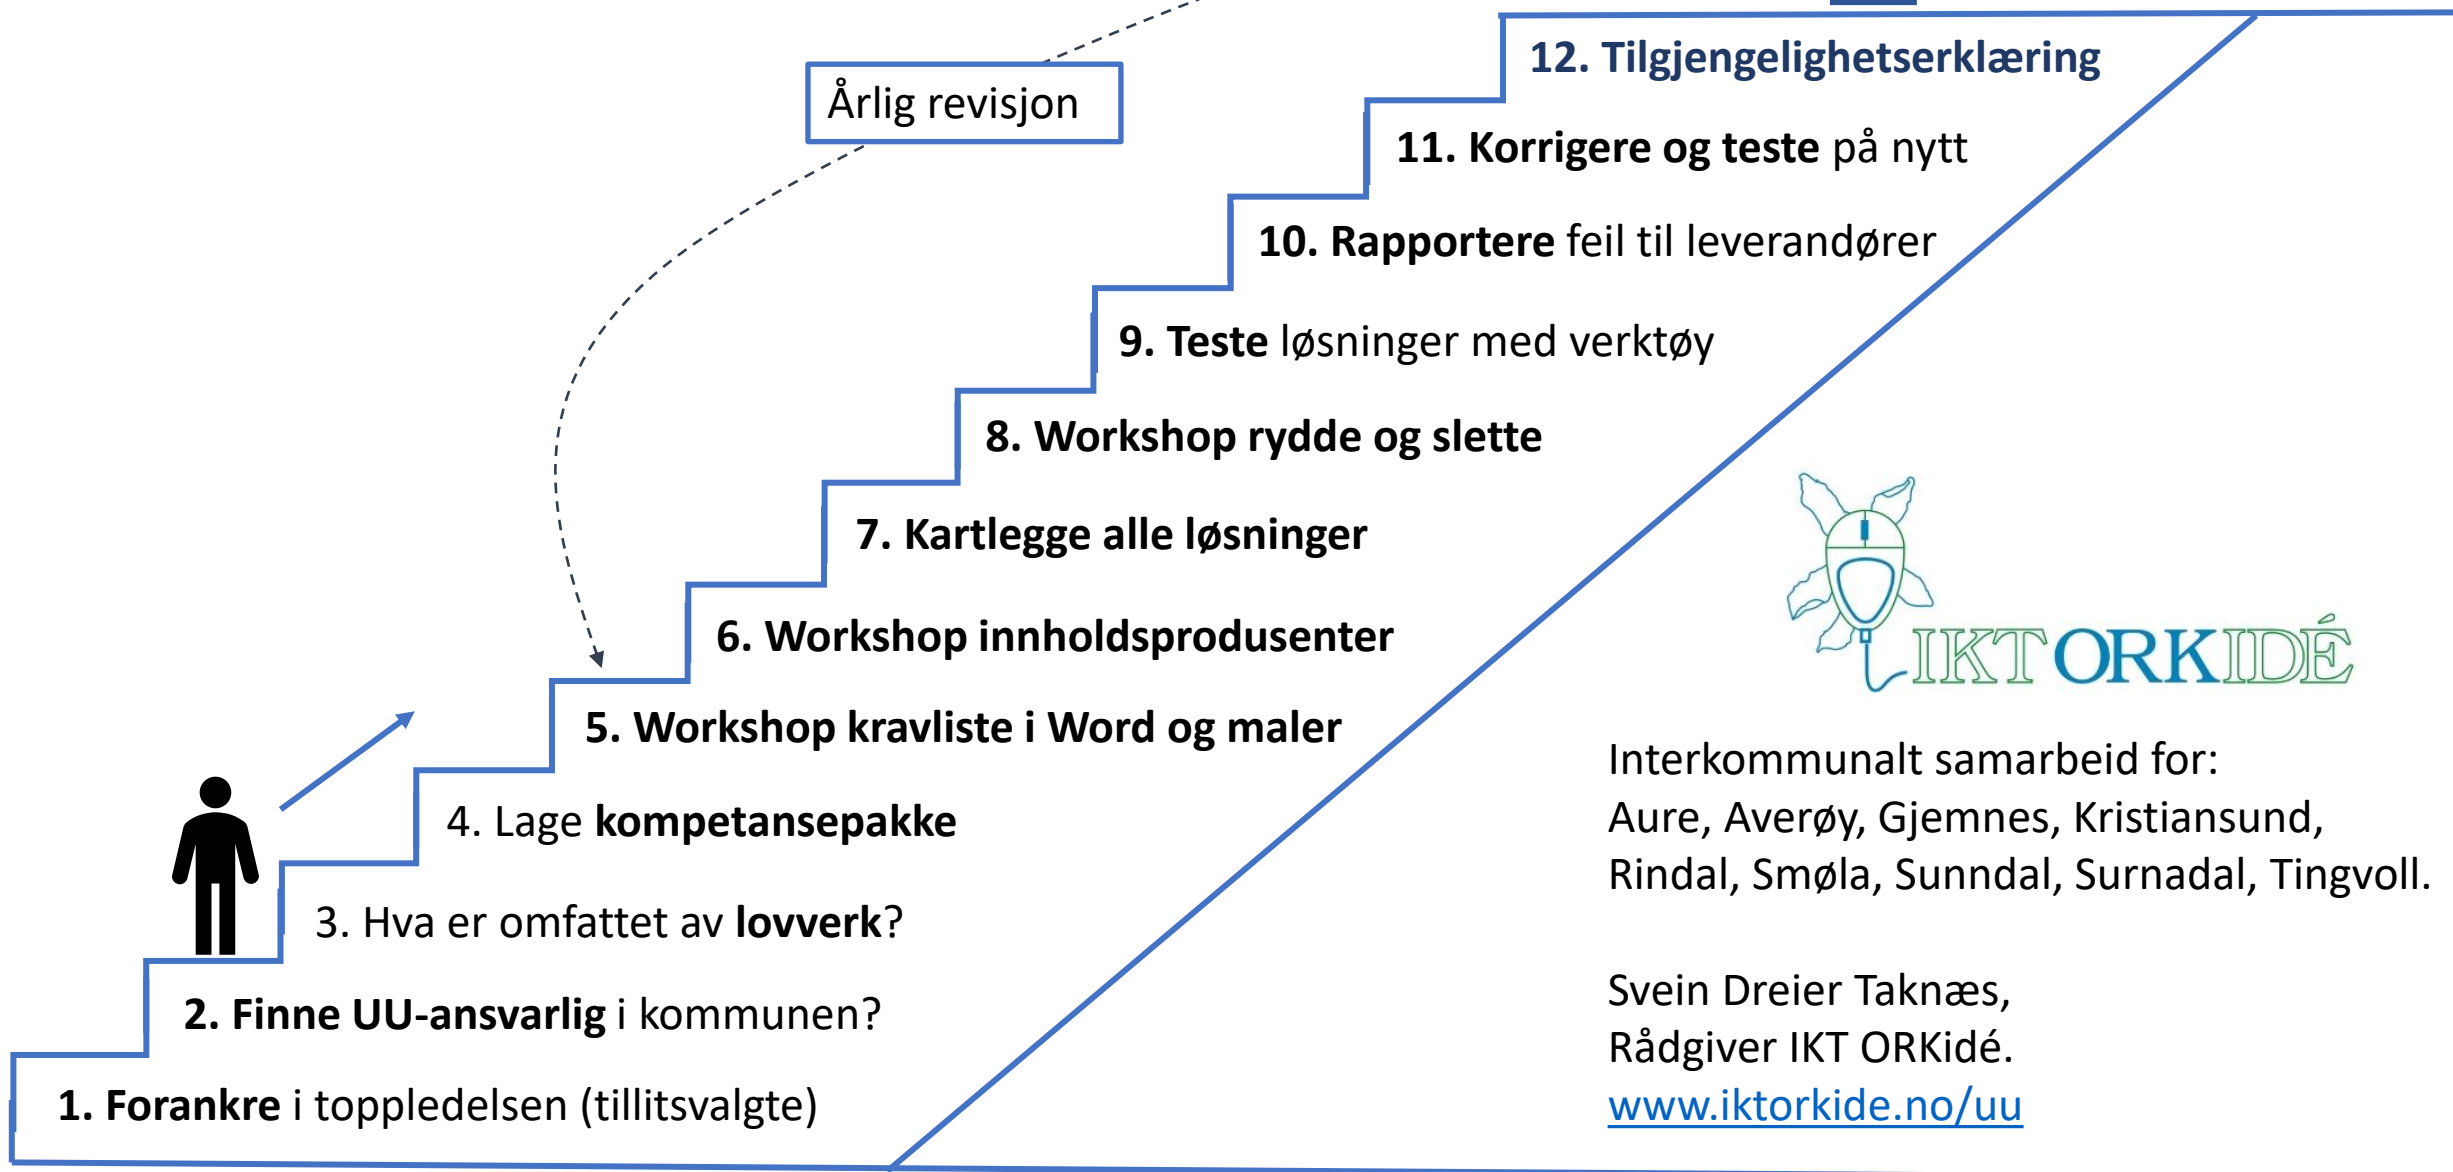 12. Tilgjengelighetserklæring
Årlig revisjon
11. Korrigere og teste på nytt
10. Rapportere feil til leverandører
9. Teste løsninger med verktøy
8. Workshop rydde og slette
7. Kartlegge alle løsninger
6. Workshop innholdsprodusenter
5. Workshop kravliste i Word og maler
4. Lage kompetansepakke
3. Hva er omfattet av lovverk?
2. Finne UU-ansvarlig i kommunen?
1. Forankre i toppledelsen (tillitsvalgte)
IKT ORKIDÉ
Interkommunalt samarbeid for:
Aure, Averøy, Gjemnes, Kristiansund,
Rindal, Smøla, Sunndal, Surnadal, Tingvoll.
Svein Dreier Taknæs,
Rådgiver IKT ORKidé.
www.iktorkide.no/uu